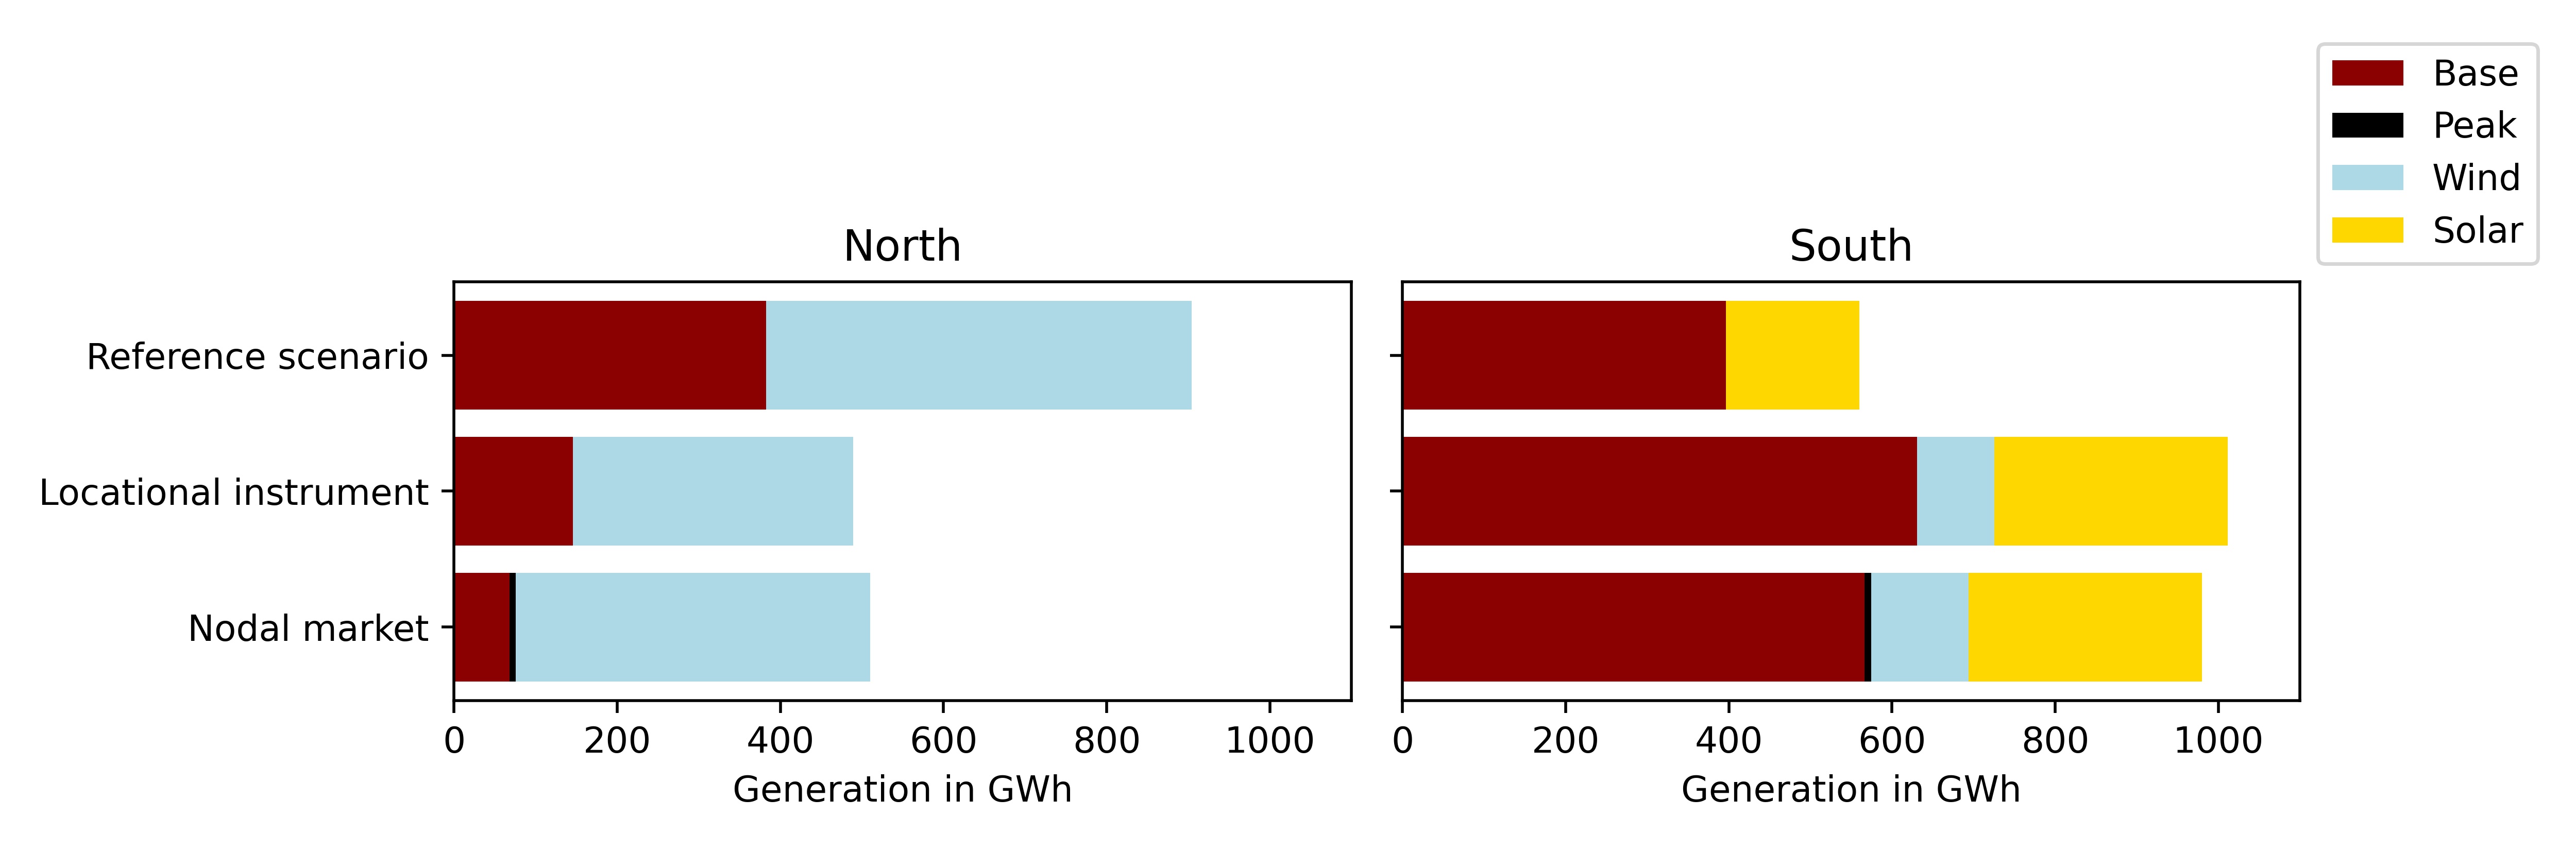 Base
Peak
Wind
Solar
North
South
Reference scenario
Locational instrument
Nodal market
0 200 400 600 800 1000
0 200 400 600 800 1000
Generation in GWh
Generation in GWh